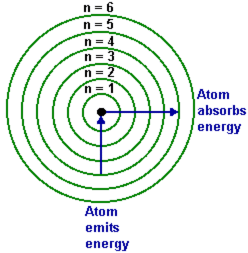 n = 6
n = 5
n = 4
n = 3
n = 2
n = 1
Atom
absorbs
energy
Atom
emits
energy